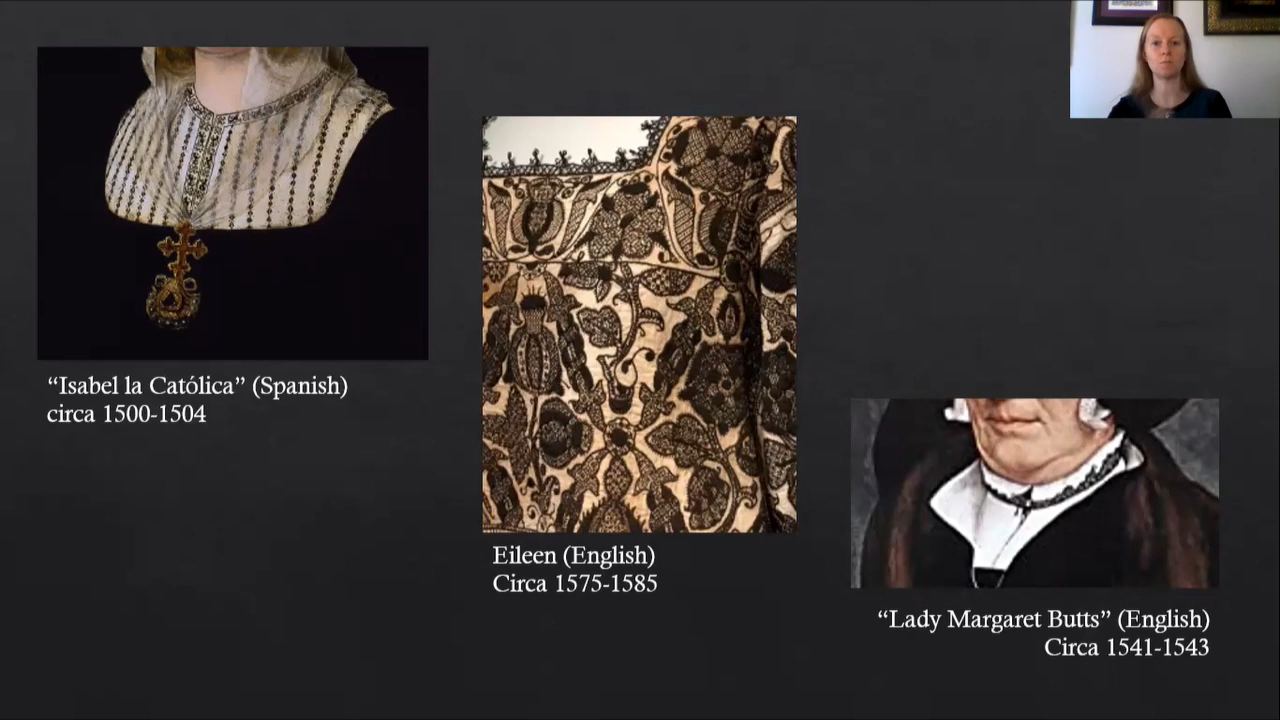 “Isabel la Católica” (Spanish)
circa 1500-1504
Eileen (English)
Circa 1575-1585
“Lady Margaret Butts” (English)
Circa 1541-1543